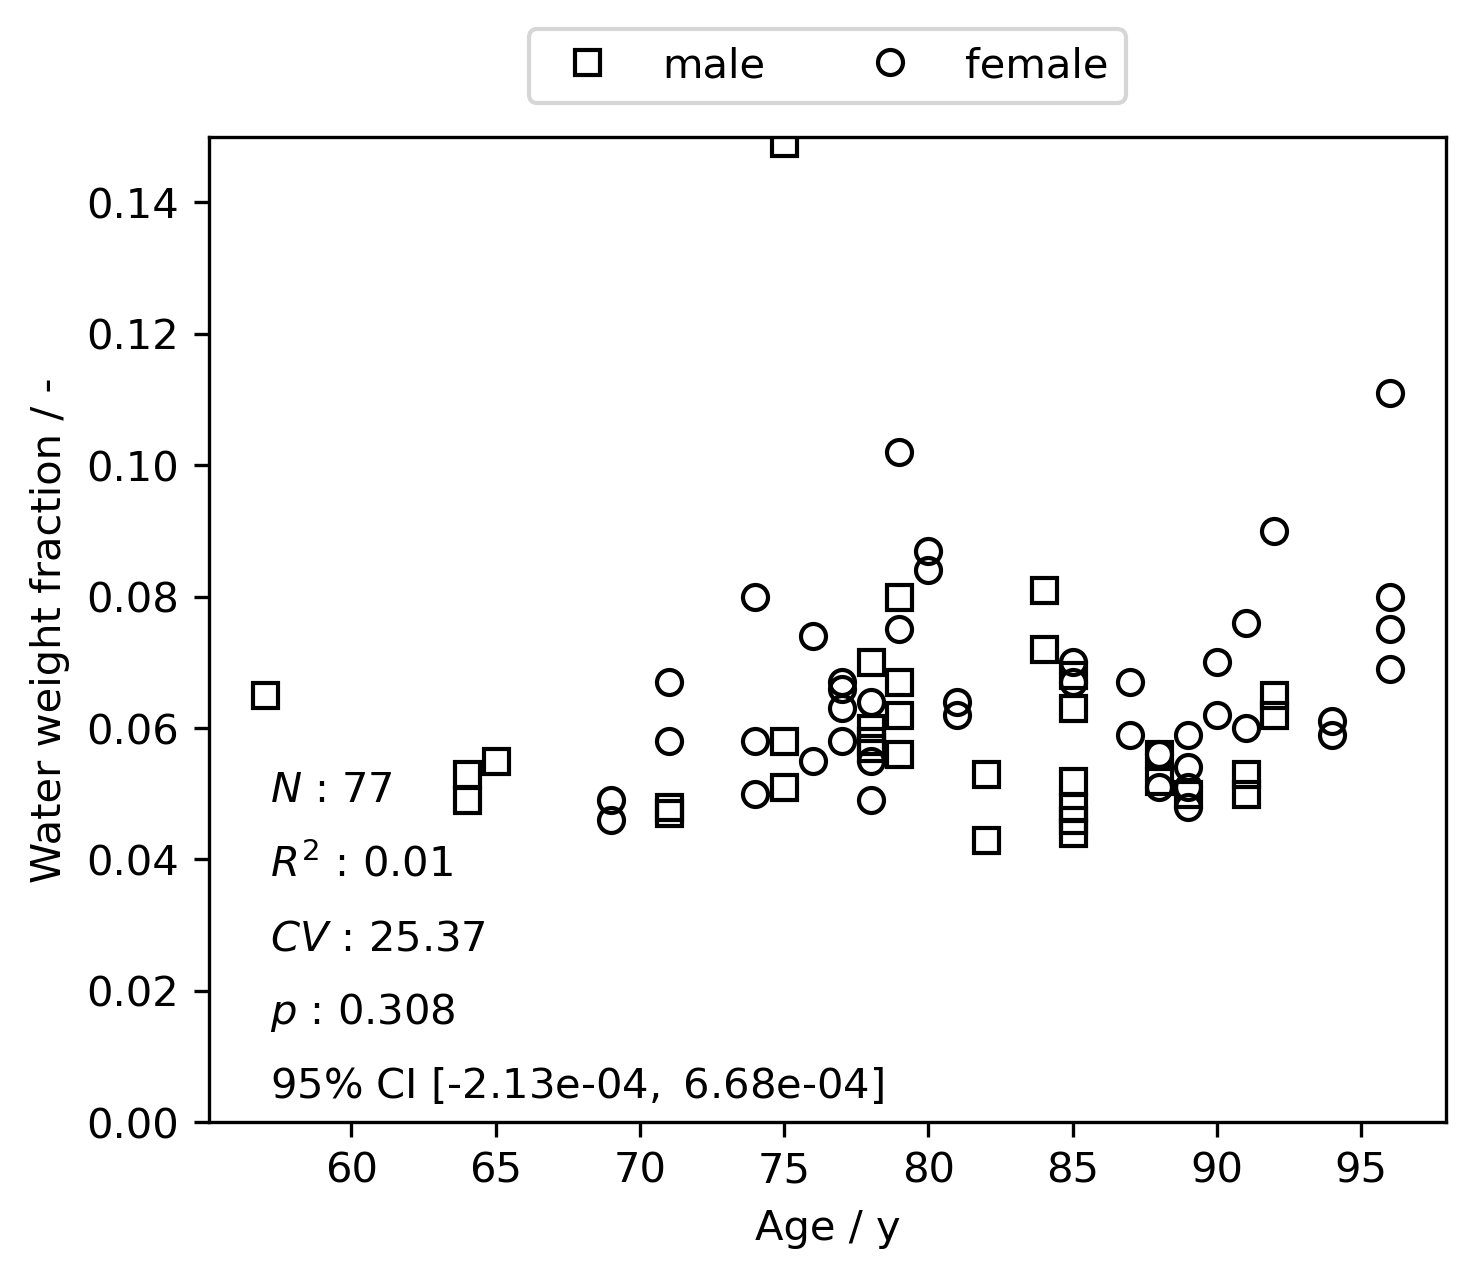 male female
0.14
0.12
0.10
0.08
0.06
0.04
0.02
0.00
Water weight fraction / -
N : 77
R² : 0.01
CV : 25.37
p : 0.308
95% CI [-2.13e-04, 6.68e-04]
60 65 70 75 80 85 90 95
Age / y